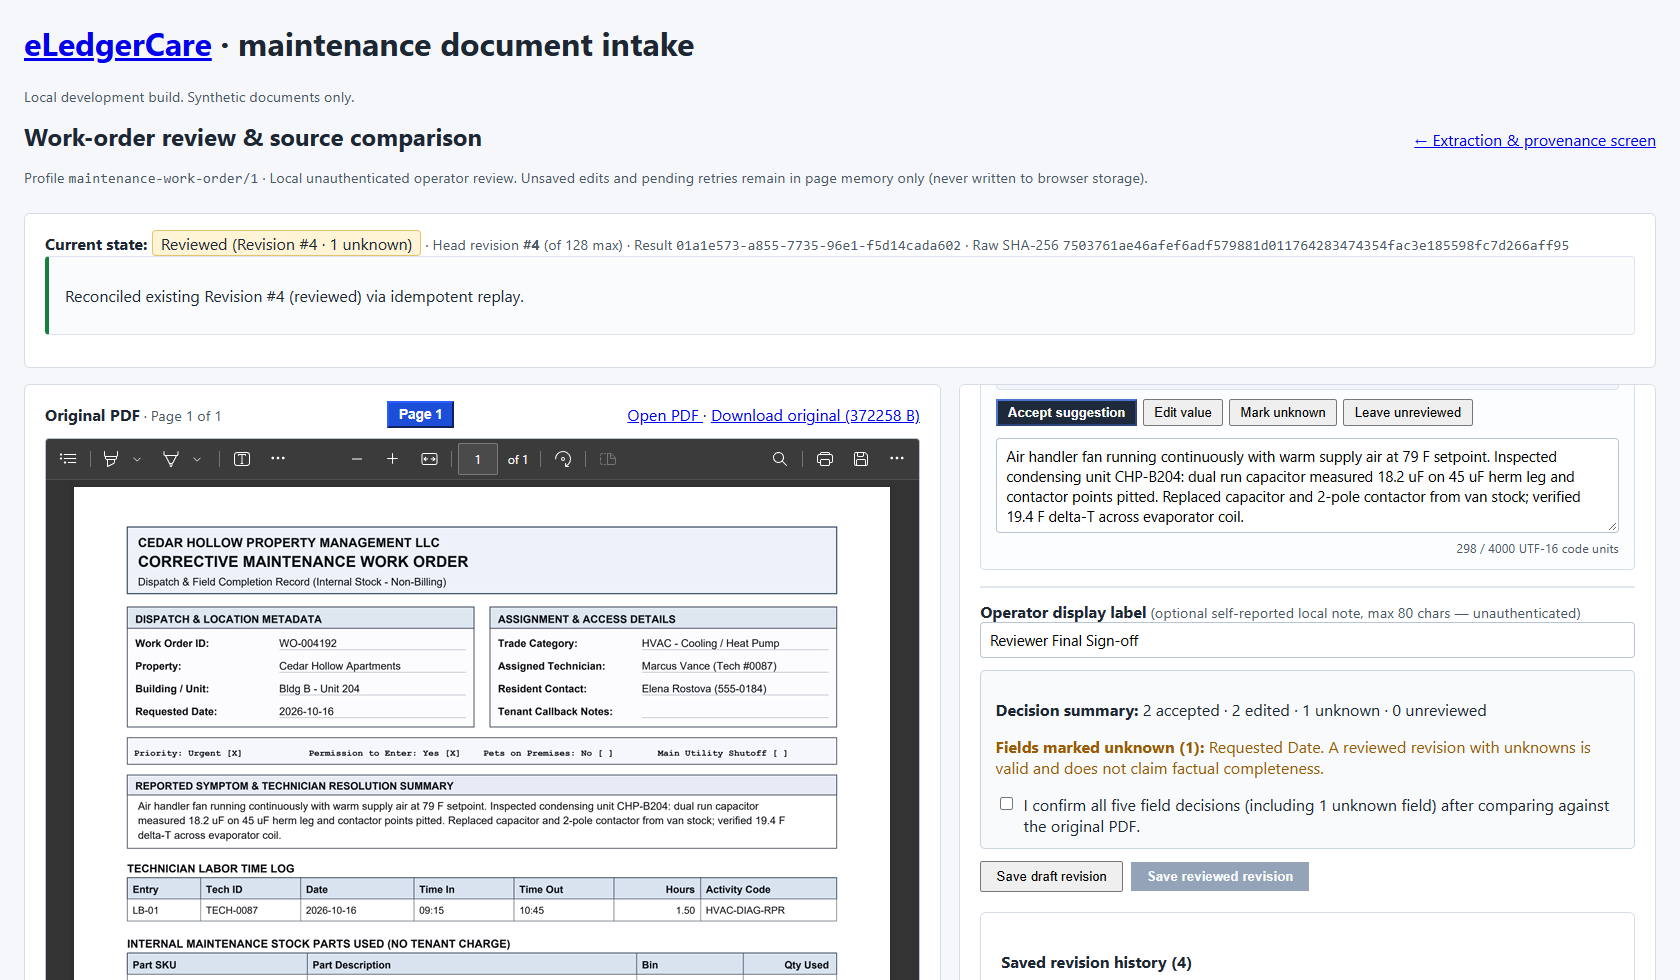 eLedgerCare · maintenance document intake
Local development build. Synthetic documents only.
Work-order review & source comparison
← Extraction & provenance screen
Profile maintenance-work-order/1 · Local unauthenticated operator review. Unsaved edits and pending retries remain in page memory only (never written to browser storage).
Current state: Reviewed (Revision #4 · 1 unknown) · Head revision #4 (of 128 max) · Result 01a1e573-a855-7735-96e1-f5d14cada602 · Raw SHA-256 7503761ae46afef6adf579881d011764283474354fac3e185598fc7d266aff95
Reconciled existing Revision #4 (reviewed) via idempotent replay.
Original PDF · Page 1 of 1
Page 1
Open PDF · Download original (372258 B)
1 of 1
CEDAR HOLLOW PROPERTY MANAGEMENT LLC
CORRECTIVE MAINTENANCE WORK ORDER
Dispatch & Field Completion Record (Internal Stock - Non-Billing)
DISPATCH & LOCATION METADATA
Work Order ID: WO-004192
Property: Cedar Hollow Apartments
Building / Unit: Bldg B - Unit 204
Requested Date: 2026-10-16
ASSIGNMENT & ACCESS DETAILS
Trade Category: HVAC - Cooling / Heat Pump
Assigned Technician: Marcus Vance (Tech #0087)
Resident Contact: Elena Rostova (555-0184)
Tenant Callback Notes:
Priority: Urgent [X] Permission to Enter: Yes [X] Pets on Premises: No [ ] Main Utility Shutoff [ ]
REPORTED SYMPTOM & TECHNICIAN RESOLUTION SUMMARY
Air handler fan running continuously with warm supply air at 79 F setpoint. Inspected condensing unit CHP-B204: dual run capacitor
measured 18.2 uF on 45 uF herm leg and contactor points pitted. Replaced capacitor and 2-pole contactor from van stock; verified 19.4 F
delta-T across evaporator coil.
TECHNICIAN LABOR TIME LOG
Entry Tech ID Date Time In Time Out Hours Activity Code
LB-01 TECH-0087 2026-10-16 09:15 10:45 1.50 HVAC-DIAG-RPR
INTERNAL MAINTENANCE STOCK PARTS USED (NO TENANT CHARGE)
Part SKU Part Description Bin Qty Used
Accept suggestion Edit value Mark unknown Leave unreviewed
Air handler fan running continuously with warm supply air at 79 F setpoint. Inspected
condensing unit CHP-B204: dual run capacitor measured 18.2 uF on 45 uF herm leg and
contactor points pitted. Replaced capacitor and 2-pole contactor from van stock; verified
19.4 F delta-T across evaporator coil.
298 / 4000 UTF-16 code units
Operator display label (optional self-reported local note, max 80 chars — unauthenticated)
Reviewer Final Sign-off
Decision summary: 2 accepted · 2 edited · 1 unknown · 0 unreviewed
Fields marked unknown (1): Requested Date. A reviewed revision with unknowns is
valid and does not claim factual completeness.
I confirm all five field decisions (including 1 unknown field) after comparing against
the original PDF.
Save draft revision Save reviewed revision
Saved revision history (4)